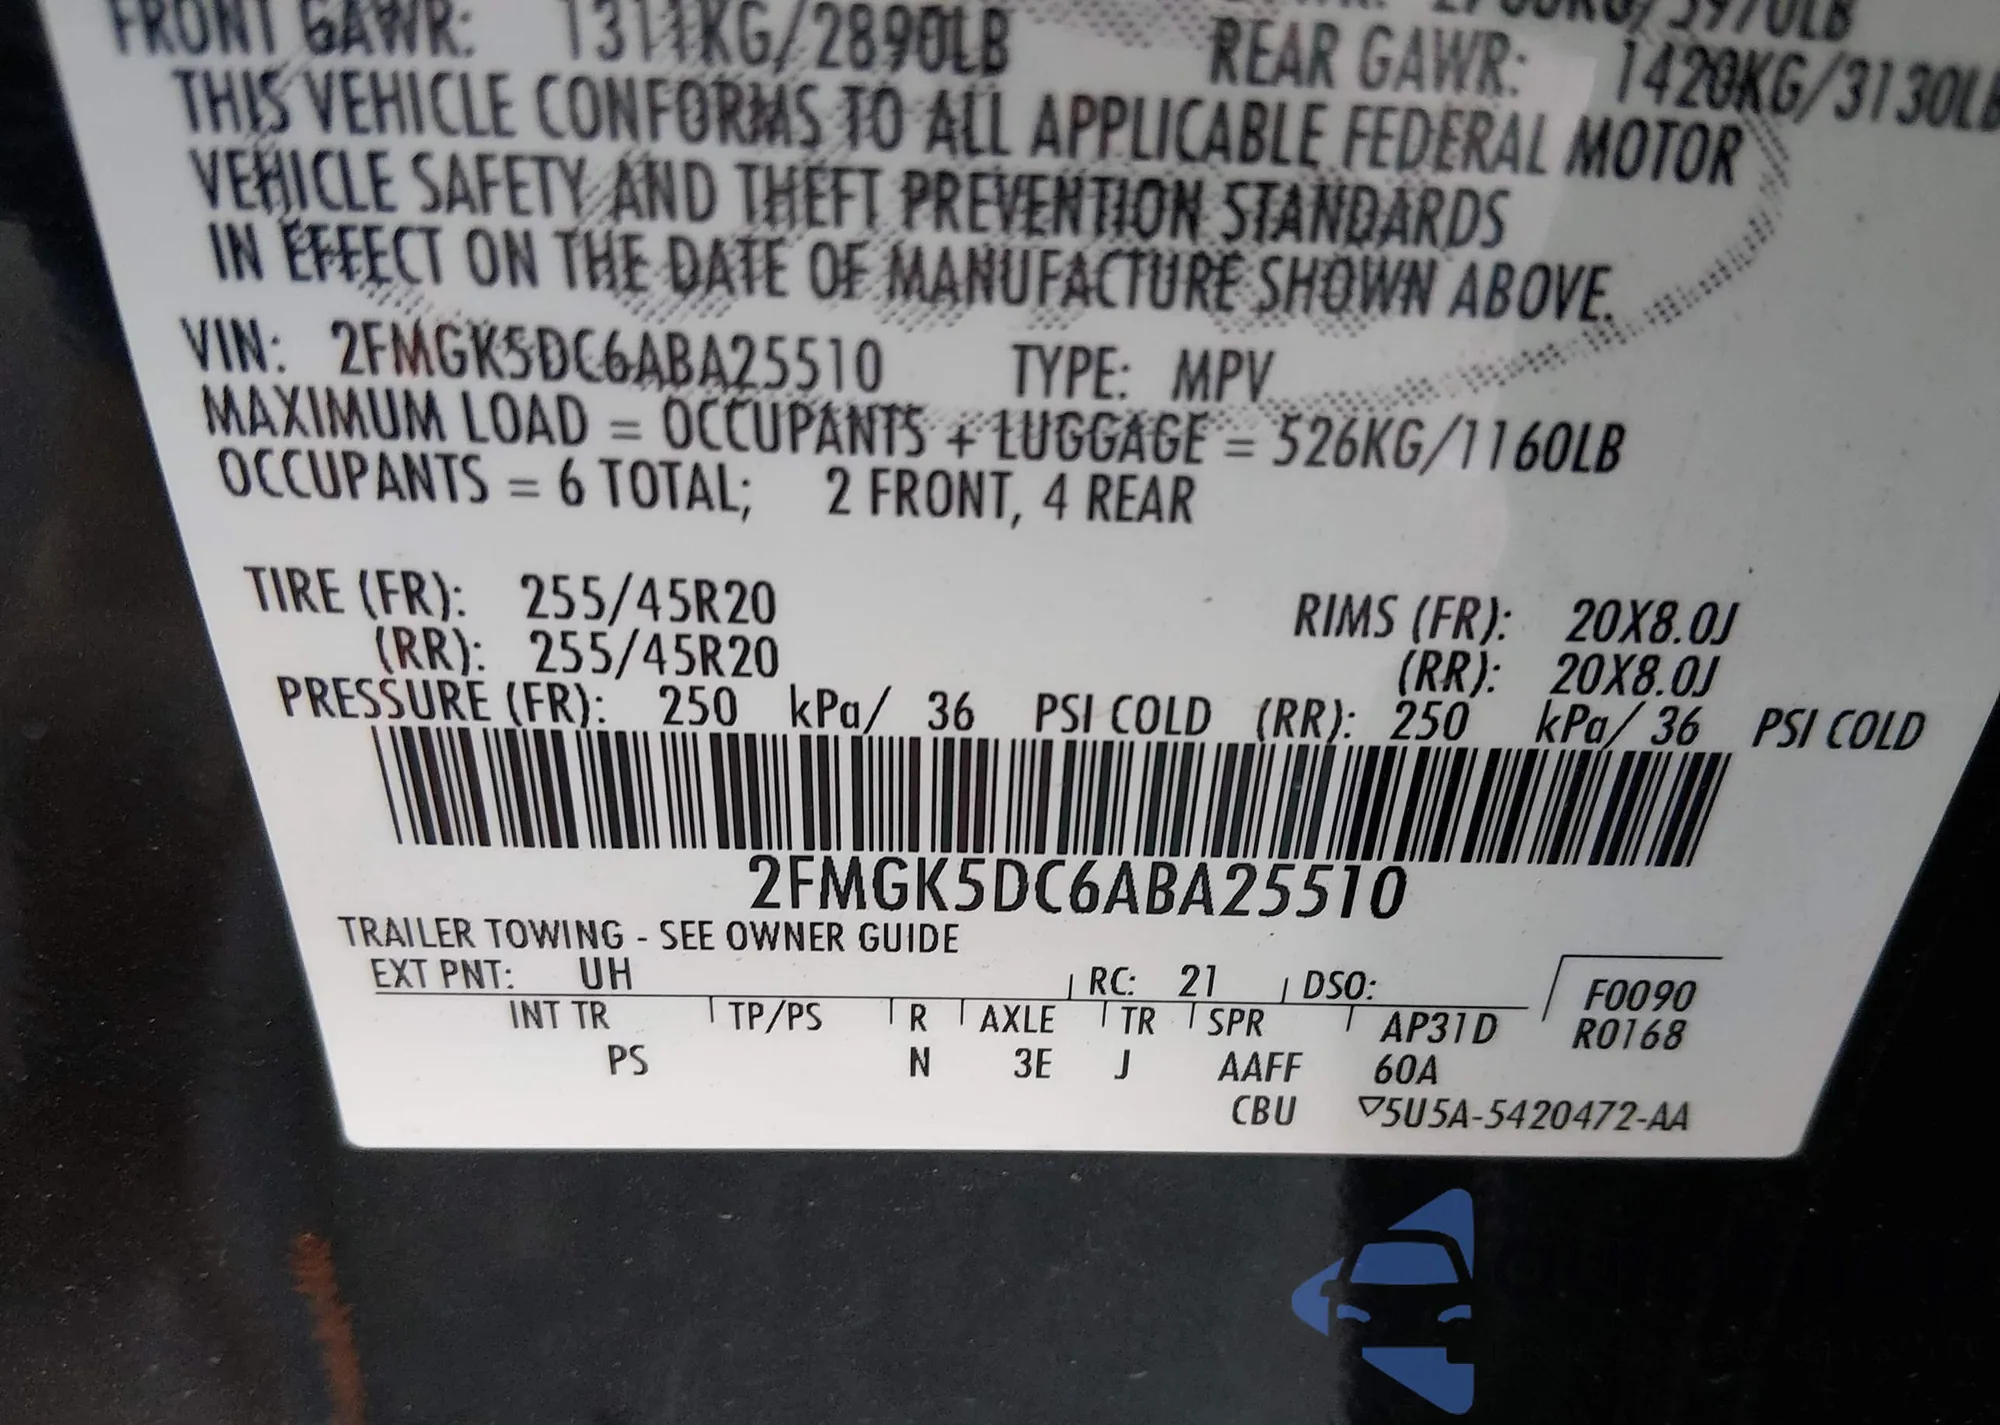 FRONT GAWR: 1311KG/2890LB
REAR GAWR: 1420KG/3130LB
THIS VEHICLE CONFORMS TO ALL APPLICABLE FEDERAL MOTOR
VEHICLE SAFETY AND THEFT PREVENTION STANDARDS
IN EFFECT ON THE DATE OF MANUFACTURE SHOWN ABOVE.
VIN: 2FMGK5DC6ABA25510 TYPE: MPV
MAXIMUM LOAD = OCCUPANTS + LUGGAGE = 526KG/1160LB
OCCUPANTS = 6 TOTAL; 2 FRONT, 4 REAR
TIRE (FR): 255/45R20 RIMS (FR): 20X8.0J
(RR): 255/45R20 (RR): 20X8.0J
PRESSURE (FR): 250 kPa/ 36 PSI COLD (RR): 250 kPa/ 36 PSI COLD
2FMGK5DC6ABA25510
TRAILER TOWING - SEE OWNER GUIDE
EXT PNT: UH RC: 21 DSO: F0090
INT TR TP/PS R AXLE TR SPR AP31D R0168
PS N 3E J AAFF 60A
CBU ▽5U5A-5420472-AA